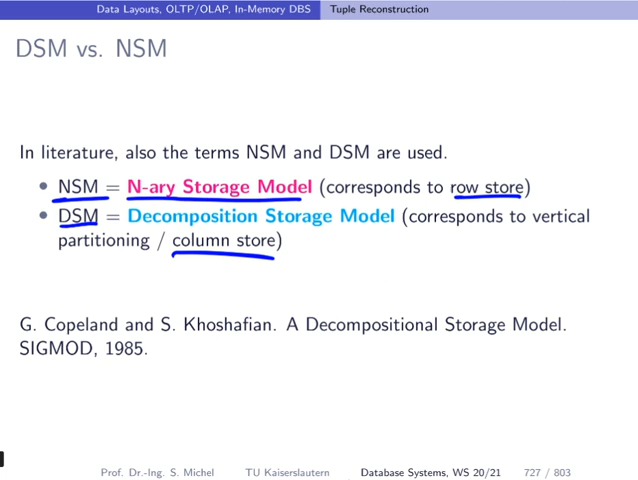 Data Layouts, OLTP/OLAP, In-Memory DBS Tuple Reconstruction
DSM vs. NSM
In literature, also the terms NSM and DSM are used.
• NSM = N-ary Storage Model (corresponds to row store)
• DSM = Decomposition Storage Model (corresponds to vertical
partitioning / column store)
G. Copeland and S. Khoshafian. A Decompositional Storage Model.
SIGMOD, 1985.
Prof. Dr.-Ing. S. Michel TU Kaiserslautern Database Systems, WS 20/21 727 / 803